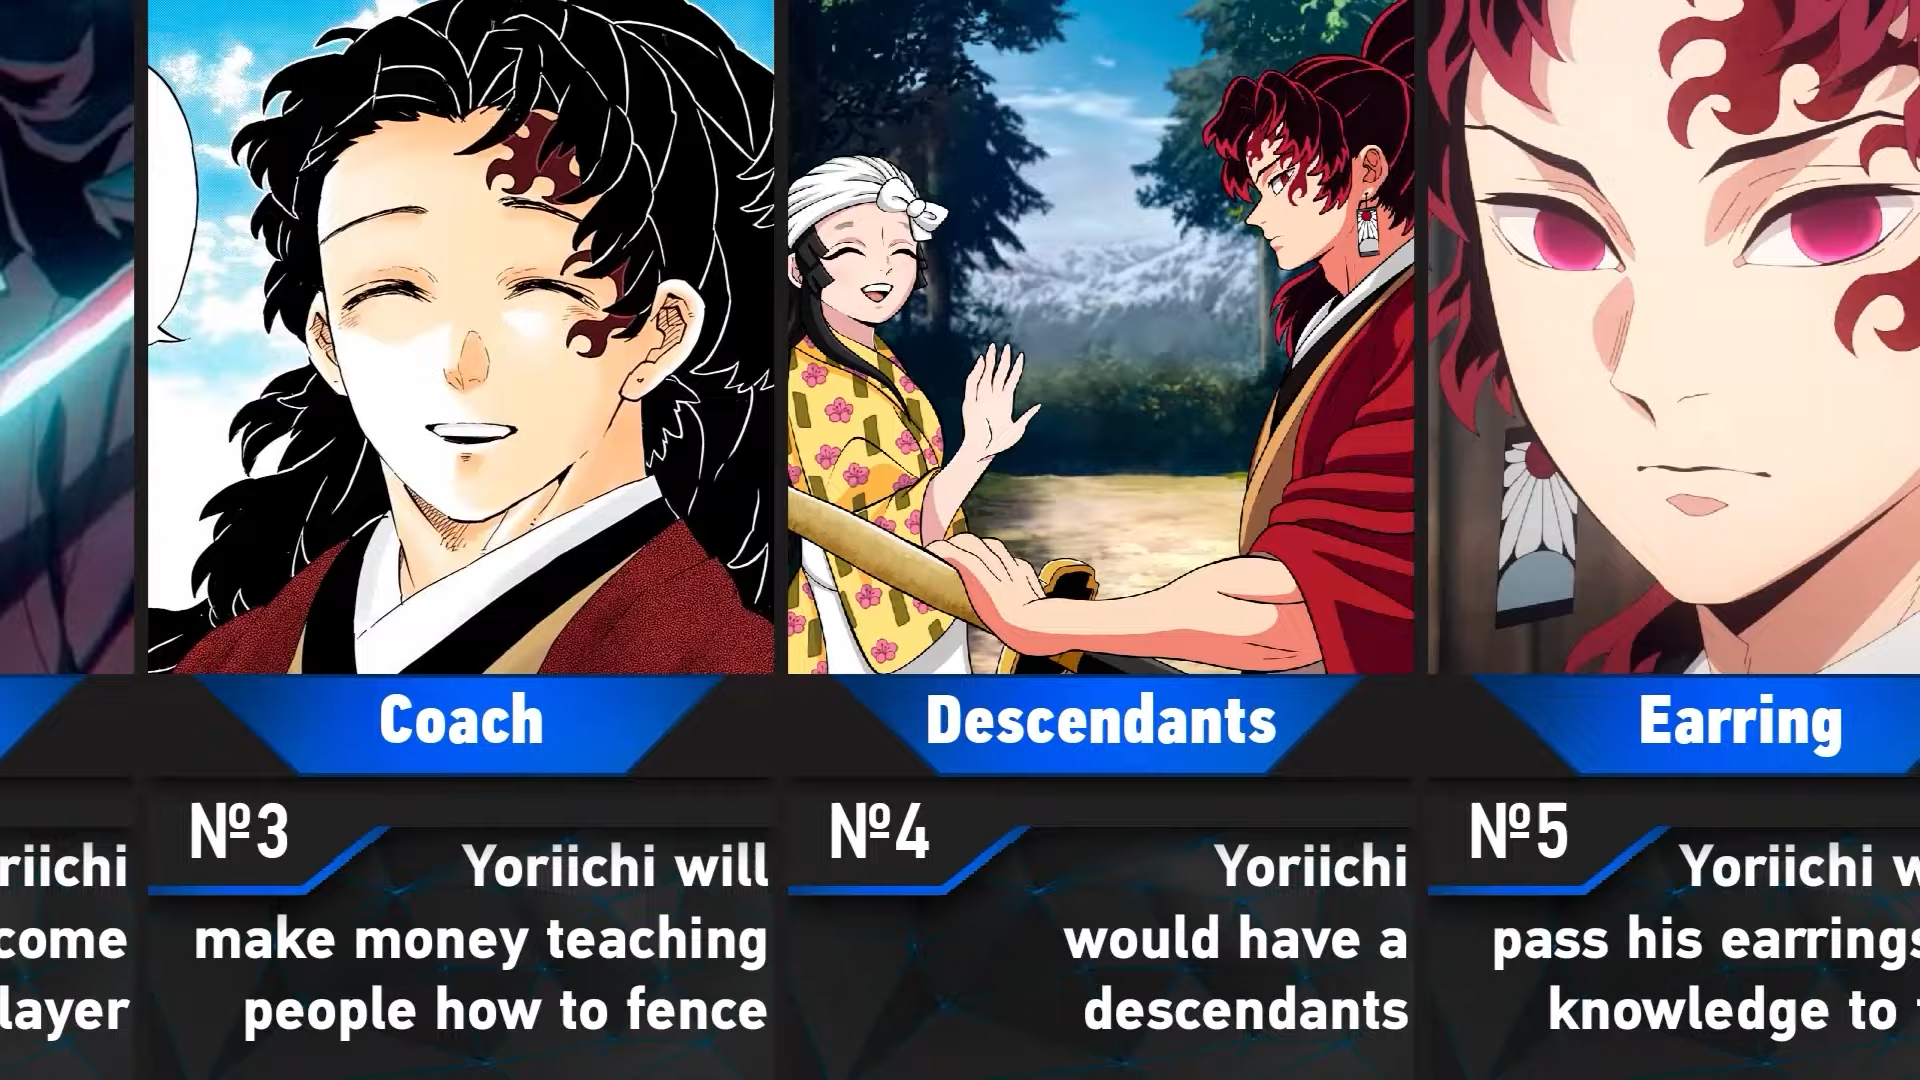 riichi
come
layer
Coach
№3
Yoriichi will
make money teaching
people how to fence
Descendants
№4
Yoriichi
would have a
descendants
Earring
№5
Yoriichi w
pass his earrings
knowledge to